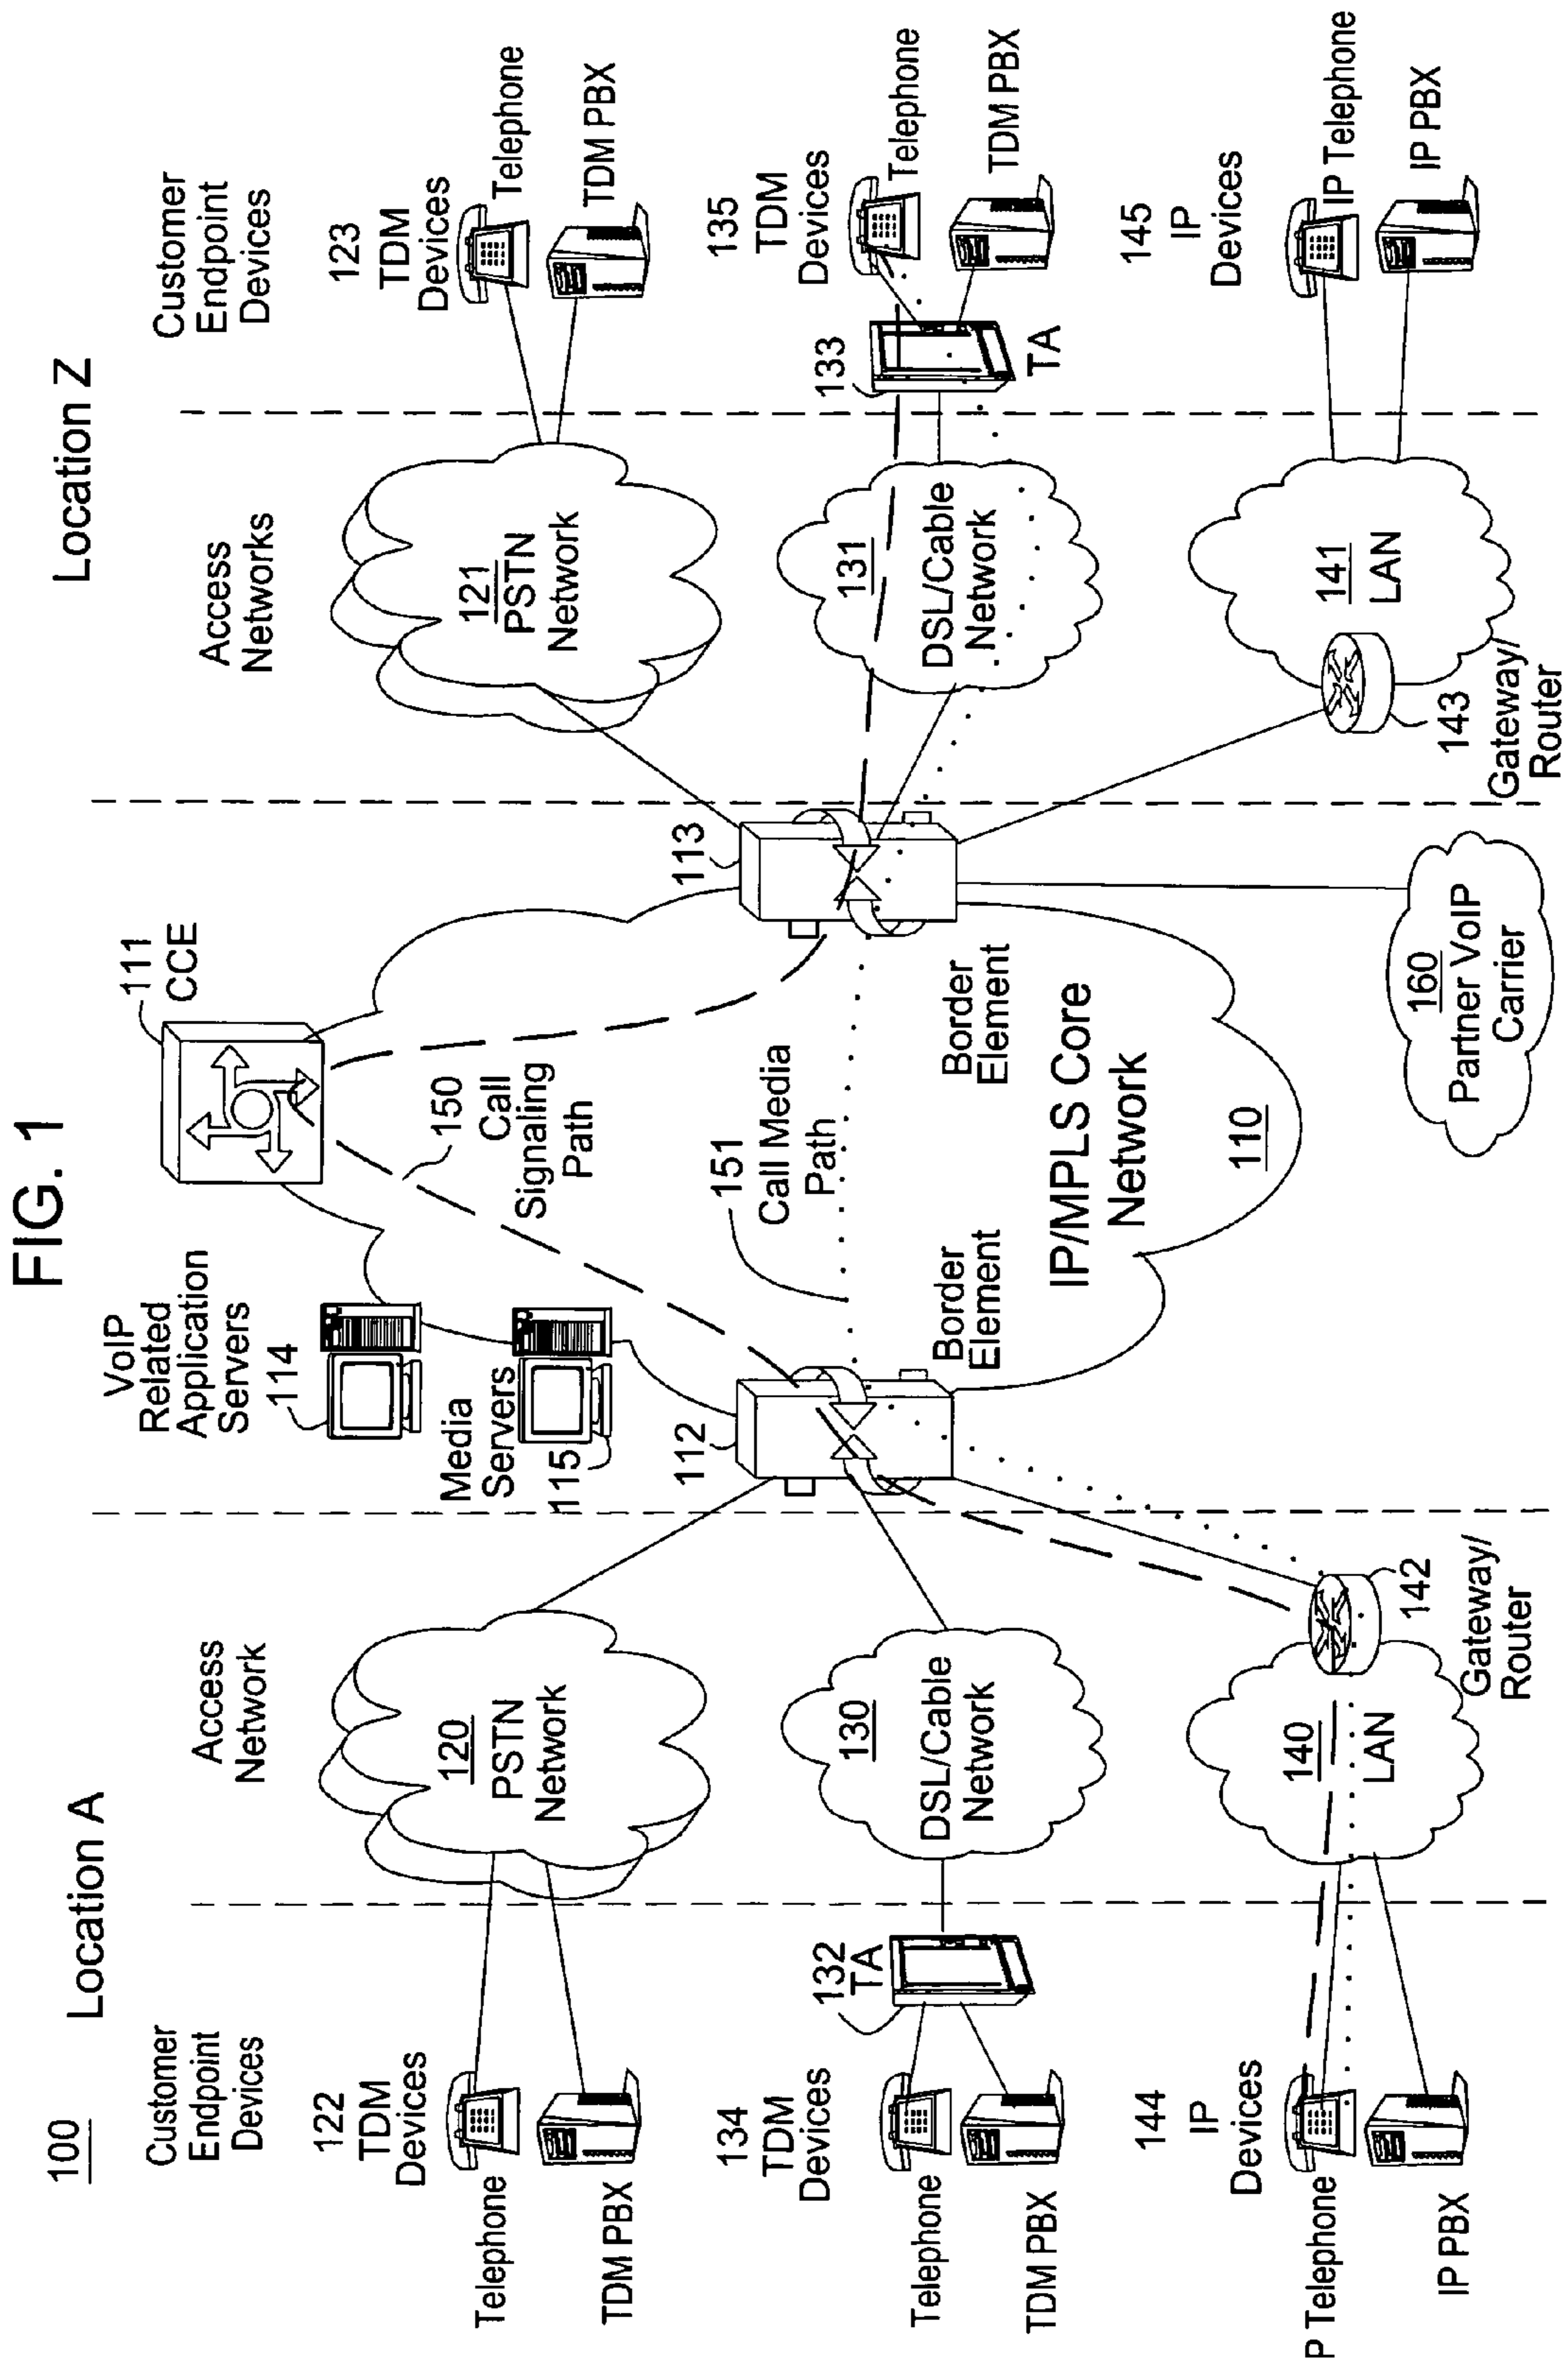 FIG. 1
100
Location A
Location Z
Customer
Endpoint
Devices
Access
Network
VoIP
Related
Application
Servers
114
111
CCE
Access
Networks
Customer
Endpoint
Devices
122
TDM
Devices
Telephone
TDM PBX
120
PSTN
Network
Media
Servers
115
150
Call
Signaling
Path
121
PSTN
Network
123
TDM
Devices
Telephone
TDM PBX
134
TDM
Devices
Telephone
TDM PBX
132
TA
130
DSL/Cable
Network
112
Border
Element
151
Call Media
Path
113
Border
Element
131
DSL/Cable
Network
133
TA
135
TDM
Devices
Telephone
TDM PBX
IP/MPLS Core
Network
110
144
IP
Devices
P Telephone
IP PBX
140
LAN
142
Gateway/
Router
160
Partner VoIP
Carrier
143
Gateway/
Router
141
LAN
145
IP
Devices
IP Telephone
IP PBX